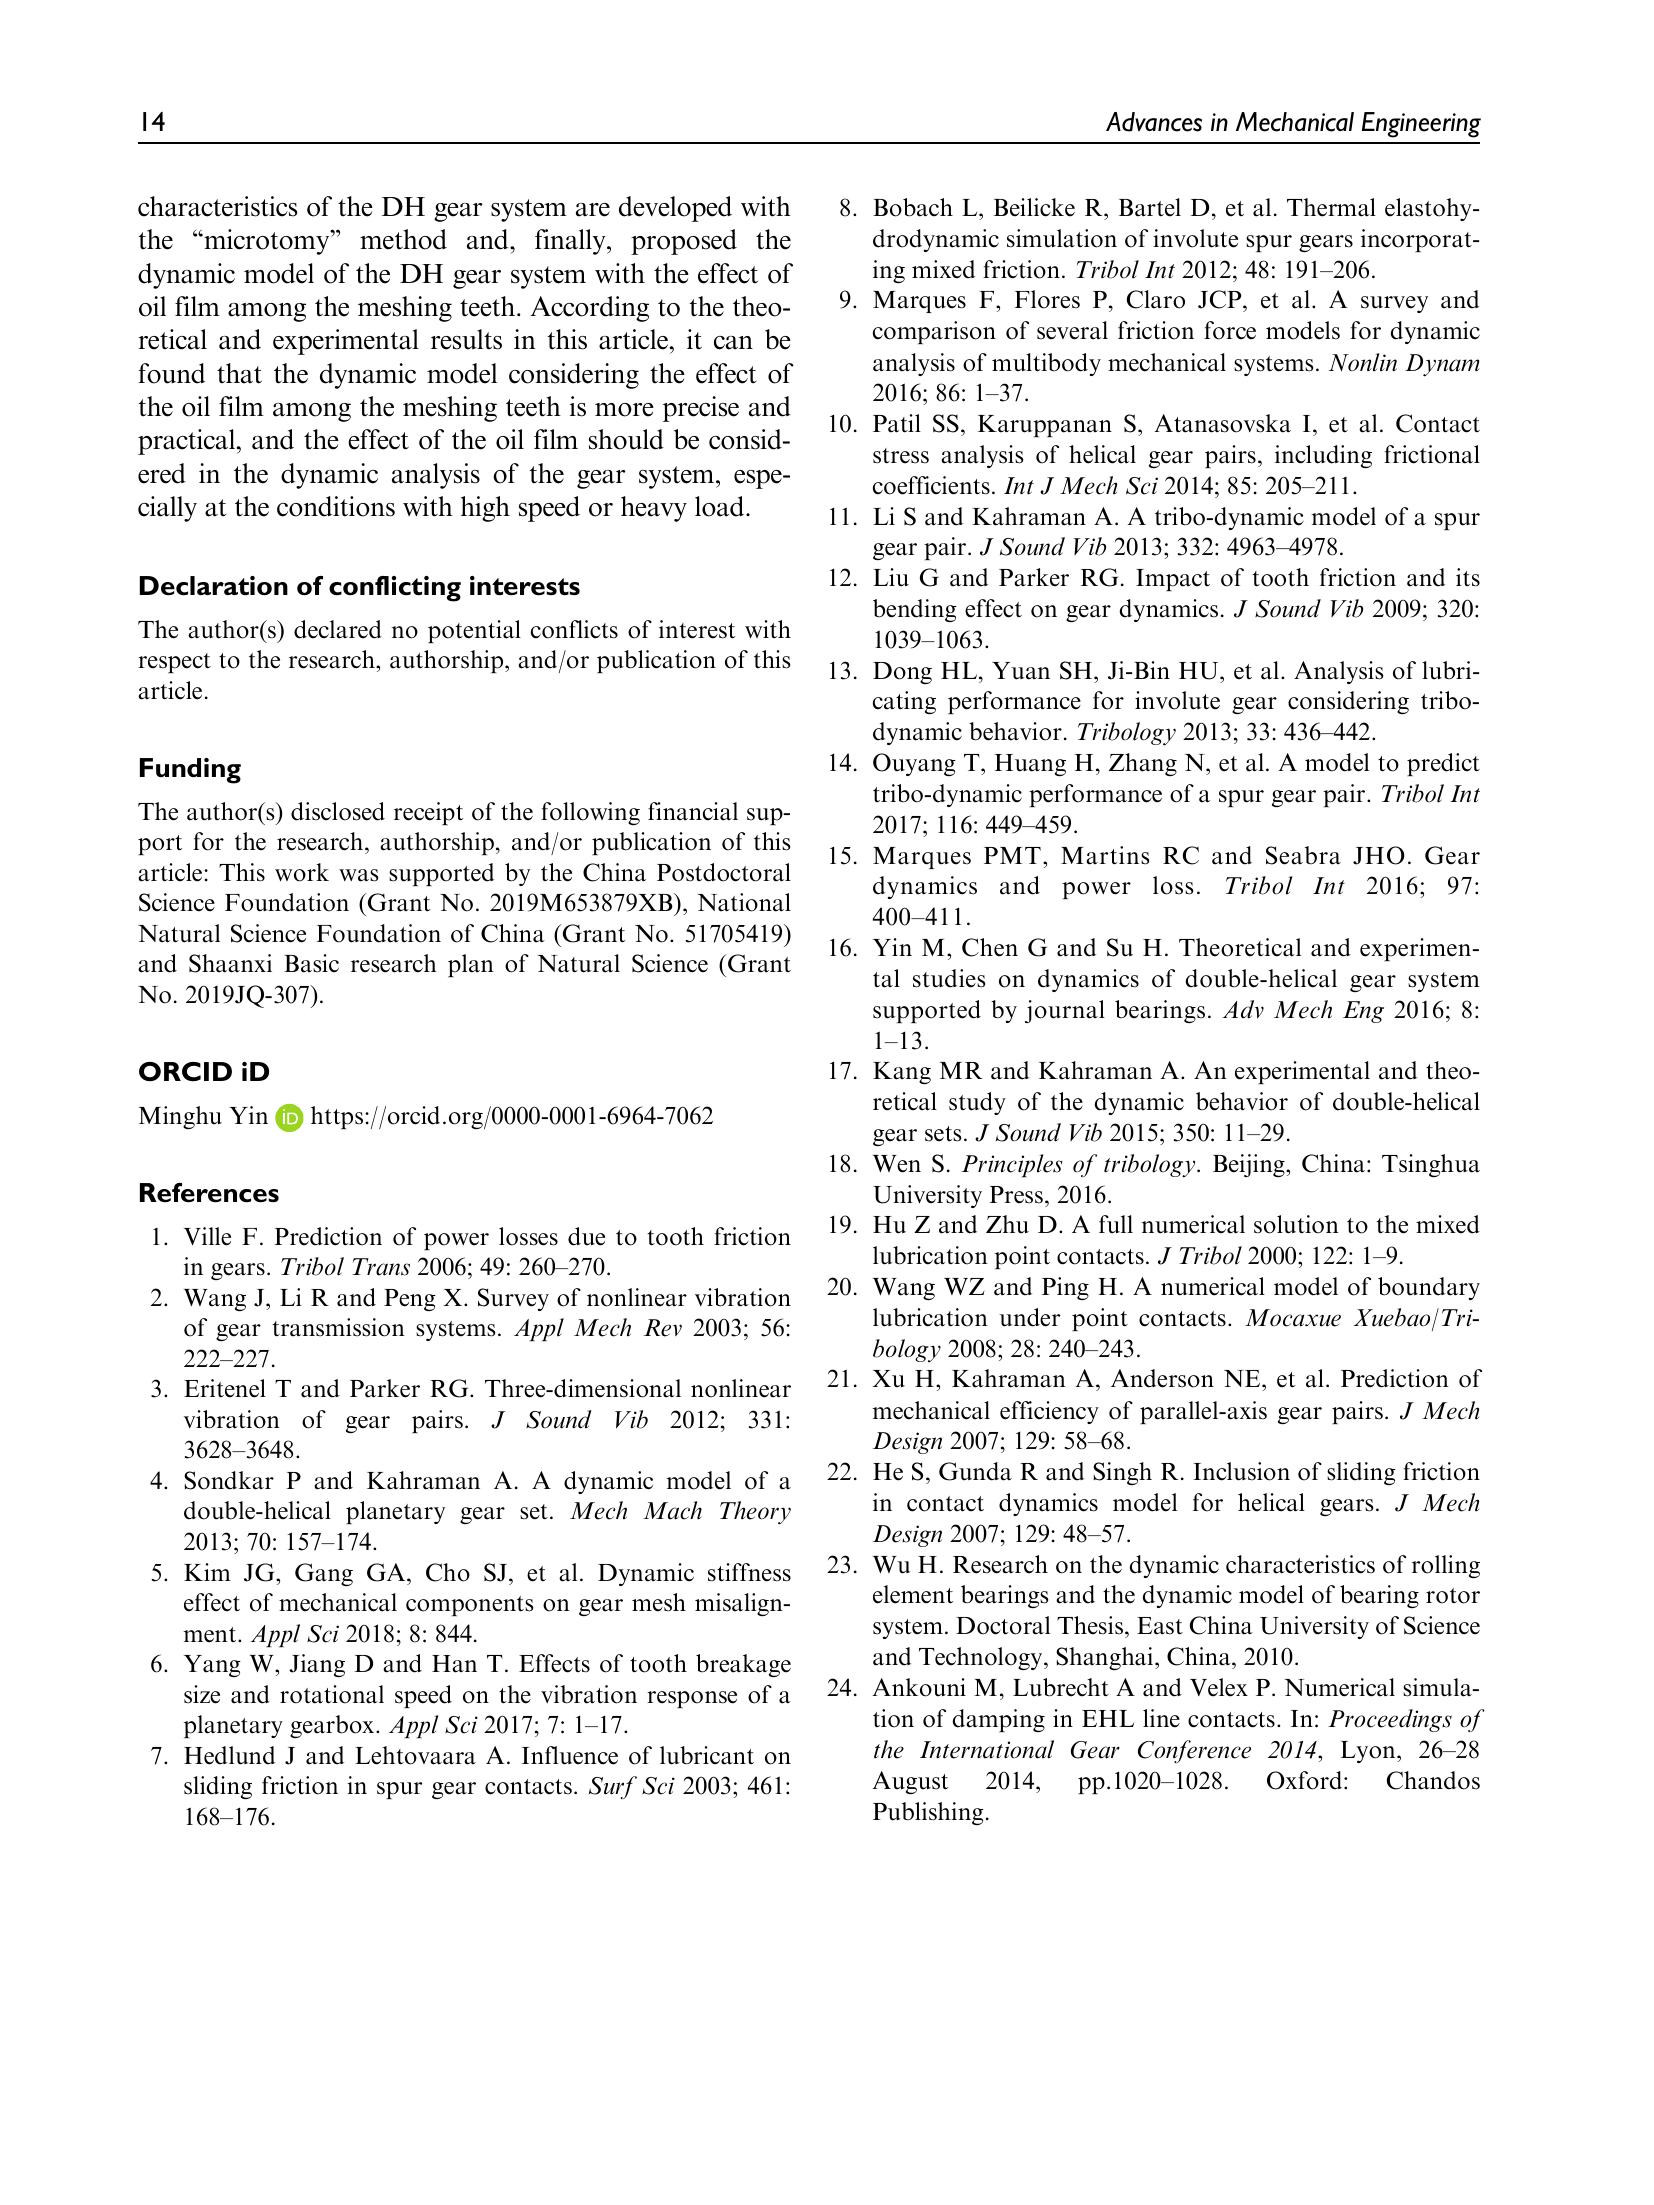 14
Advances in Mechanical Engineering
characteristics of the DH gear system are developed with
the “microtomy” method and, finally, proposed the
dynamic model of the DH gear system with the effect of
oil film among the meshing teeth. According to the theo-
retical and experimental results in this article, it can be
found that the dynamic model considering the effect of
the oil film among the meshing teeth is more precise and
practical, and the effect of the oil film should be consid-
ered in the dynamic analysis of the gear system, espe-
cially at the conditions with high speed or heavy load.
Declaration of conflicting interests
The author(s) declared no potential conflicts of interest with
respect to the research, authorship, and/or publication of this
article.
Funding
The author(s) disclosed receipt of the following financial sup-
port for the research, authorship, and/or publication of this
article: This work was supported by the China Postdoctoral
Science Foundation (Grant No. 2019M653879XB), National
Natural Science Foundation of China (Grant No. 51705419)
and Shaanxi Basic research plan of Natural Science (Grant
No. 2019JQ-307).
ORCID iD
Minghu Yin iD https://orcid.org/0000-0001-6964-7062
References
1. Ville F. Prediction of power losses due to tooth friction
in gears. Tribol Trans 2006; 49: 260–270.
2. Wang J, Li R and Peng X. Survey of nonlinear vibration
of gear transmission systems. Appl Mech Rev 2003; 56:
222–227.
3. Eritenel T and Parker RG. Three-dimensional nonlinear
vibration of gear pairs. J Sound Vib 2012; 331:
3628–3648.
4. Sondkar P and Kahraman A. A dynamic model of a
double-helical planetary gear set. Mech Mach Theory
2013; 70: 157–174.
5. Kim JG, Gang GA, Cho SJ, et al. Dynamic stiffness
effect of mechanical components on gear mesh misalign-
ment. Appl Sci 2018; 8: 844.
6. Yang W, Jiang D and Han T. Effects of tooth breakage
size and rotational speed on the vibration response of a
planetary gearbox. Appl Sci 2017; 7: 1–17.
7. Hedlund J and Lehtovaara A. Influence of lubricant on
sliding friction in spur gear contacts. Surf Sci 2003; 461:
168–176.
8. Bobach L, Beilicke R, Bartel D, et al. Thermal elastohy-
drodynamic simulation of involute spur gears incorporat-
ing mixed friction. Tribol Int 2012; 48: 191–206.
9. Marques F, Flores P, Claro JCP, et al. A survey and
comparison of several friction force models for dynamic
analysis of multibody mechanical systems. Nonlin Dynam
2016; 86: 1–37.
10. Patil SS, Karuppanan S, Atanasovska I, et al. Contact
stress analysis of helical gear pairs, including frictional
coefficients. Int J Mech Sci 2014; 85: 205–211.
11. Li S and Kahraman A. A tribo-dynamic model of a spur
gear pair. J Sound Vib 2013; 332: 4963–4978.
12. Liu G and Parker RG. Impact of tooth friction and its
bending effect on gear dynamics. J Sound Vib 2009; 320:
1039–1063.
13. Dong HL, Yuan SH, Ji-Bin HU, et al. Analysis of lubri-
cating performance for involute gear considering tribo-
dynamic behavior. Tribology 2013; 33: 436–442.
14. Ouyang T, Huang H, Zhang N, et al. A model to predict
tribo-dynamic performance of a spur gear pair. Tribol Int
2017; 116: 449–459.
15. Marques PMT, Martins RC and Seabra JHO. Gear
dynamics and power loss. Tribol Int 2016; 97:
400–411.
16. Yin M, Chen G and Su H. Theoretical and experimen-
tal studies on dynamics of double-helical gear system
supported by journal bearings. Adv Mech Eng 2016; 8:
1–13.
17. Kang MR and Kahraman A. An experimental and theo-
retical study of the dynamic behavior of double-helical
gear sets. J Sound Vib 2015; 350: 11–29.
18. Wen S. Principles of tribology. Beijing, China: Tsinghua
University Press, 2016.
19. Hu Z and Zhu D. A full numerical solution to the mixed
lubrication point contacts. J Tribol 2000; 122: 1–9.
20. Wang WZ and Ping H. A numerical model of boundary
lubrication under point contacts. Mocaxue Xuebao/Tri-
bology 2008; 28: 240–243.
21. Xu H, Kahraman A, Anderson NE, et al. Prediction of
mechanical efficiency of parallel-axis gear pairs. J Mech
Design 2007; 129: 58–68.
22. He S, Gunda R and Singh R. Inclusion of sliding friction
in contact dynamics model for helical gears. J Mech
Design 2007; 129: 48–57.
23. Wu H. Research on the dynamic characteristics of rolling
element bearings and the dynamic model of bearing rotor
system. Doctoral Thesis, East China University of Science
and Technology, Shanghai, China, 2010.
24. Ankouni M, Lubrecht A and Velex P. Numerical simula-
tion of damping in EHL line contacts. In: Proceedings of
the International Gear Conference 2014, Lyon, 26–28
August 2014, pp.1020–1028. Oxford: Chandos
Publishing.